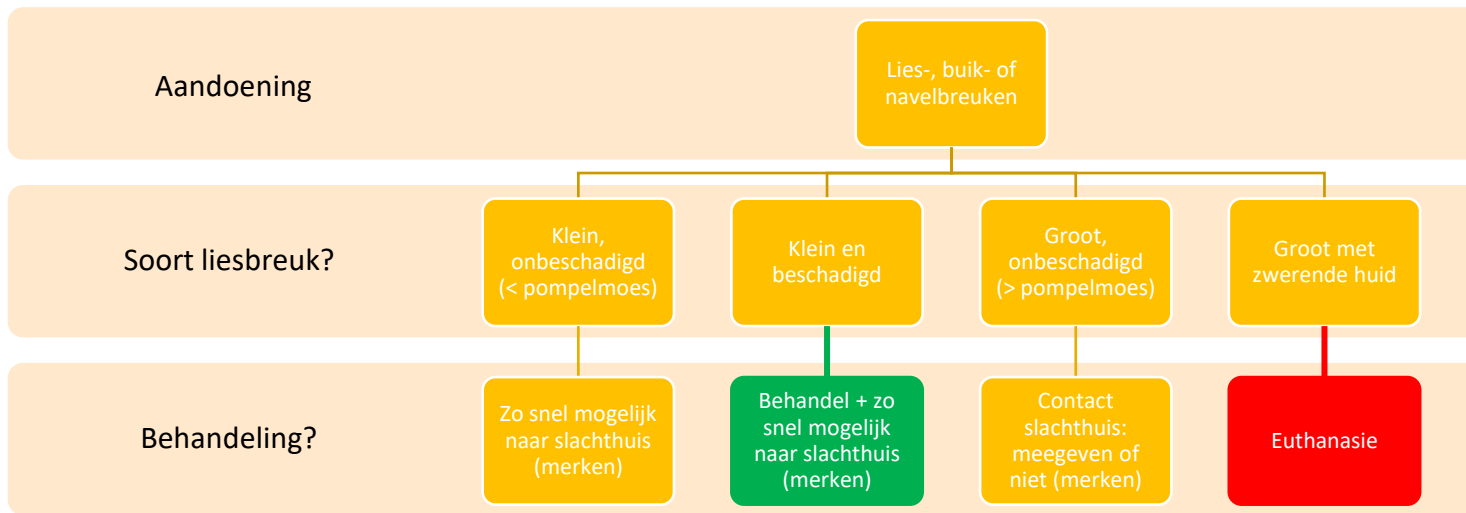 Aandoening
Lies-, buik- of
navelbreuken
Soort liesbreuk?
Klein,
onbeschadigd
(< pompelmoes)
Klein en
beschadigd
Groot,
onbeschadigd
(> pompelmoes)
Groot met
zwerende huid
Behandeling?
Zo snel mogelijk
naar slachthuis
(merken)
Behandel + zo
snel mogelijk
naar slachthuis
(merken)
Contact
slachthuis:
meegeven of
niet (merken)
Euthanasie